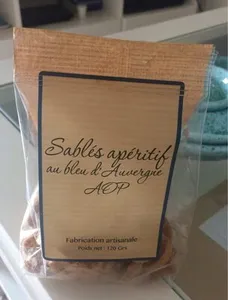 Sablés apéritif
au bleu d'Auvergne
AOP
Fabrication artisanale
Poids net : 120 Grs